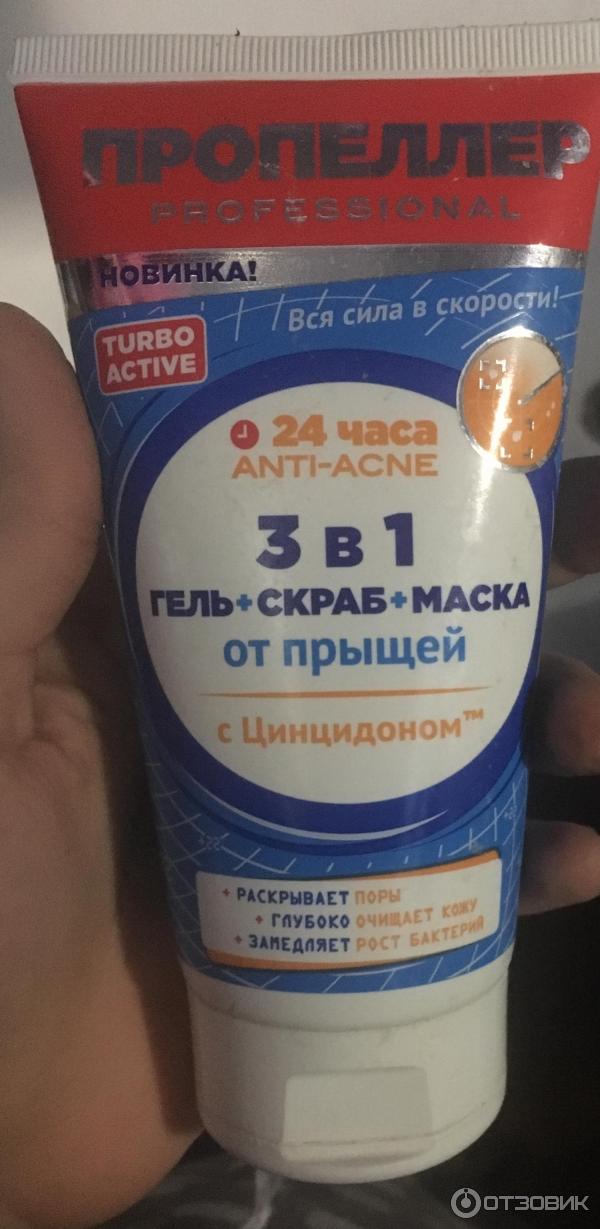 ПРОПЕЛЛЕР
PROFESSIONAL
НОВИНКА!
Вся сила в скорости!
TURBO
ACTIVE
24 часа
ANTI-ACNE
3 в 1
ГЕЛЬ+СКРАБ+МАСКА
от прыщей
с Цинцидоном™
+ РАСКРЫВАЕТ ПОРЫ
+ ГЛУБОКО ОЧИЩАЕТ КОЖУ
+ ЗАМЕДЛЯЕТ РОСТ БАКТЕРИЙ
ОТЗОВИК